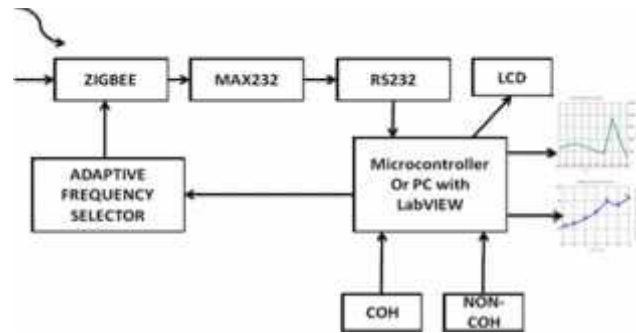 ZIGBEE
MAX232
RS232
LCD
ADAPTIVE
FREQUENCY
SELECTOR
Microcontroller
Or PC with
LabVIEW
COH
NON-
COH